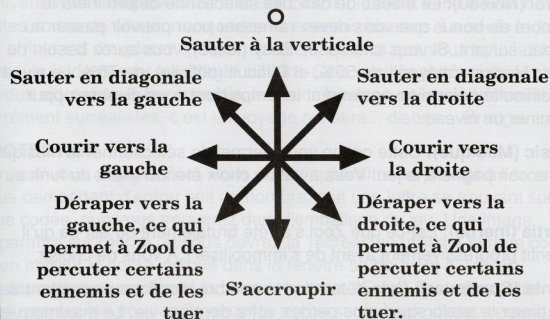 Sauter à la verticale
Sauter en diagonale
vers la gauche
Sauter en diagonale
vers la droite
Courir vers la
gauche
Courir vers
la droite
Déraper vers la
gauche, ce qui
permet à Zool de
percuter certains
ennemis et de les
tuer
S'accroupir
Déraper vers la
droite, ce qui
permet à Zool de
percuter certains
ennemis et de les
tuer.